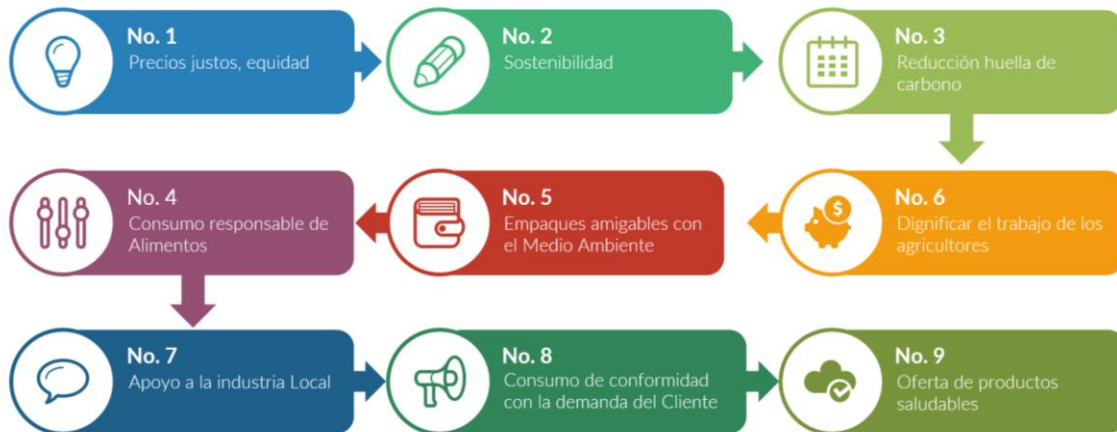 No. 1
Precios justos, equidad
No. 2
Sostenibilidad
No. 3
Reducción huella de
carbono
No. 4
Consumo responsable de
Alimentos
No. 5
Empaques amigables con
el Medio Ambiente
No. 6
Dignificar el trabajo de los
agricultores
$
No. 7
Apoyo a la industria Local
No. 8
Consumo de conformidad
con la demanda del Cliente
No. 9
Oferta de productos
saludables